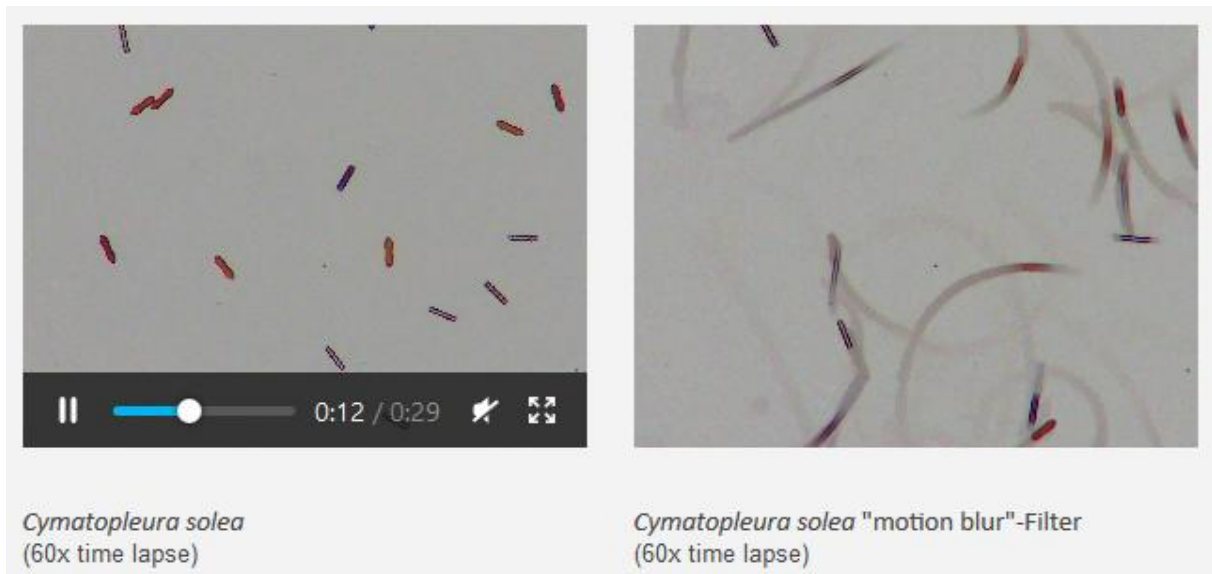 0:12 / 0:29
Cymatopleura solea
(60x time lapse)
Cymatopleura solea "motion blur"-Filter
(60x time lapse)